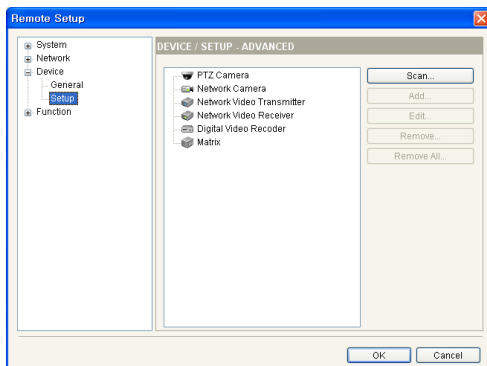 Remote Setup
System
Network
Device
General
Setup
Function
DEVICE / SETUP - ADVANCED
PTZ Camera
Network Camera
Network Video Transmitter
Network Video Receiver
Digital Video Recoder
Matrix
Scan...
Add...
Edit...
Remove...
Remove All...
OK
Cancel